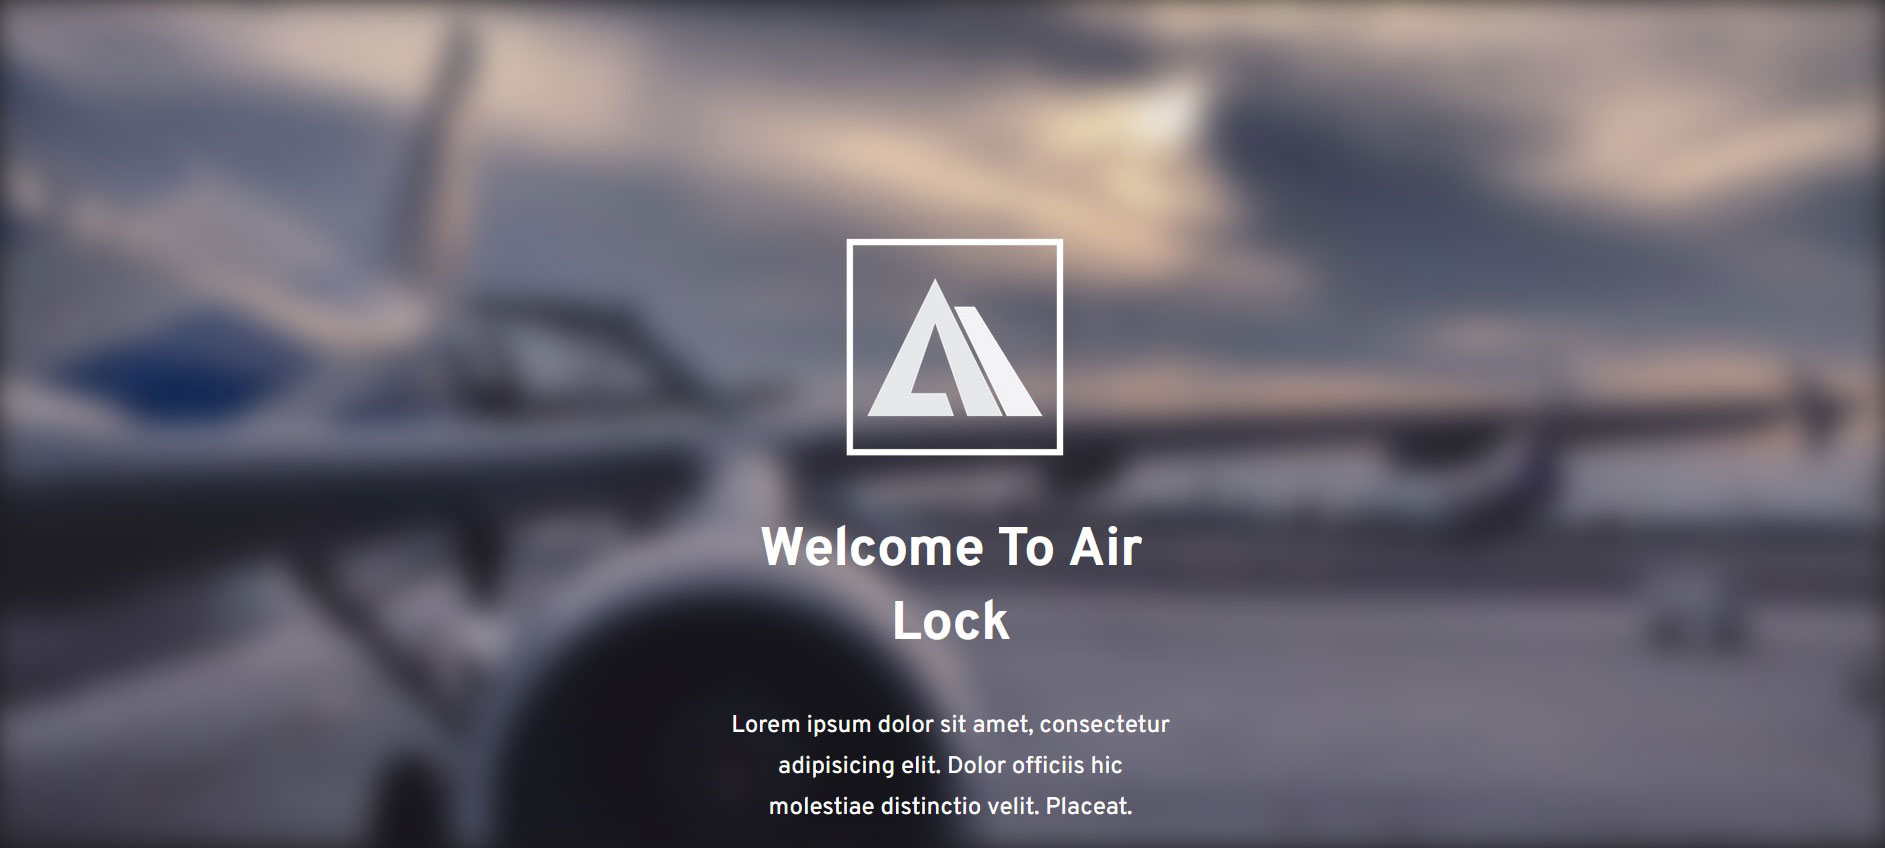 Welcome To Air
Lock
Lorem ipsum dolor sit amet, consectetur
adipisicing elit. Dolor officiis hic
molestiae distinctio velit. Placeat.